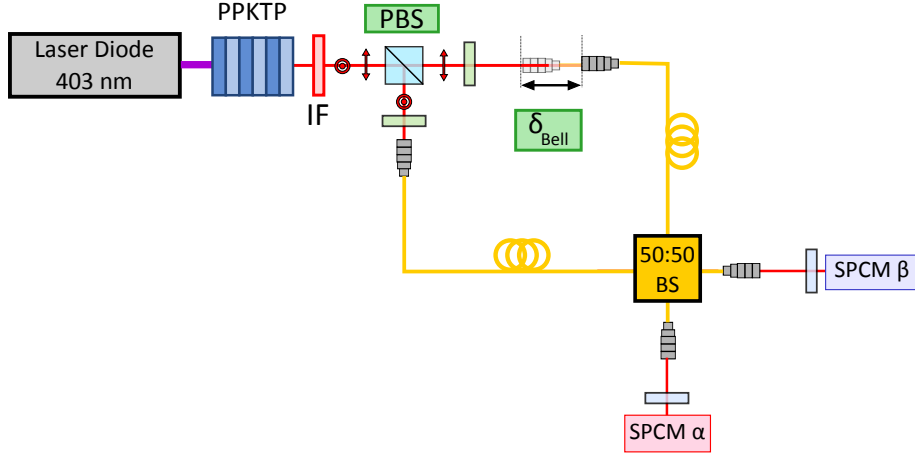 PPKTP
PBS
Laser Diode
403 nm
IF
δBell
50:50
BS
SPCM β
SPCM α